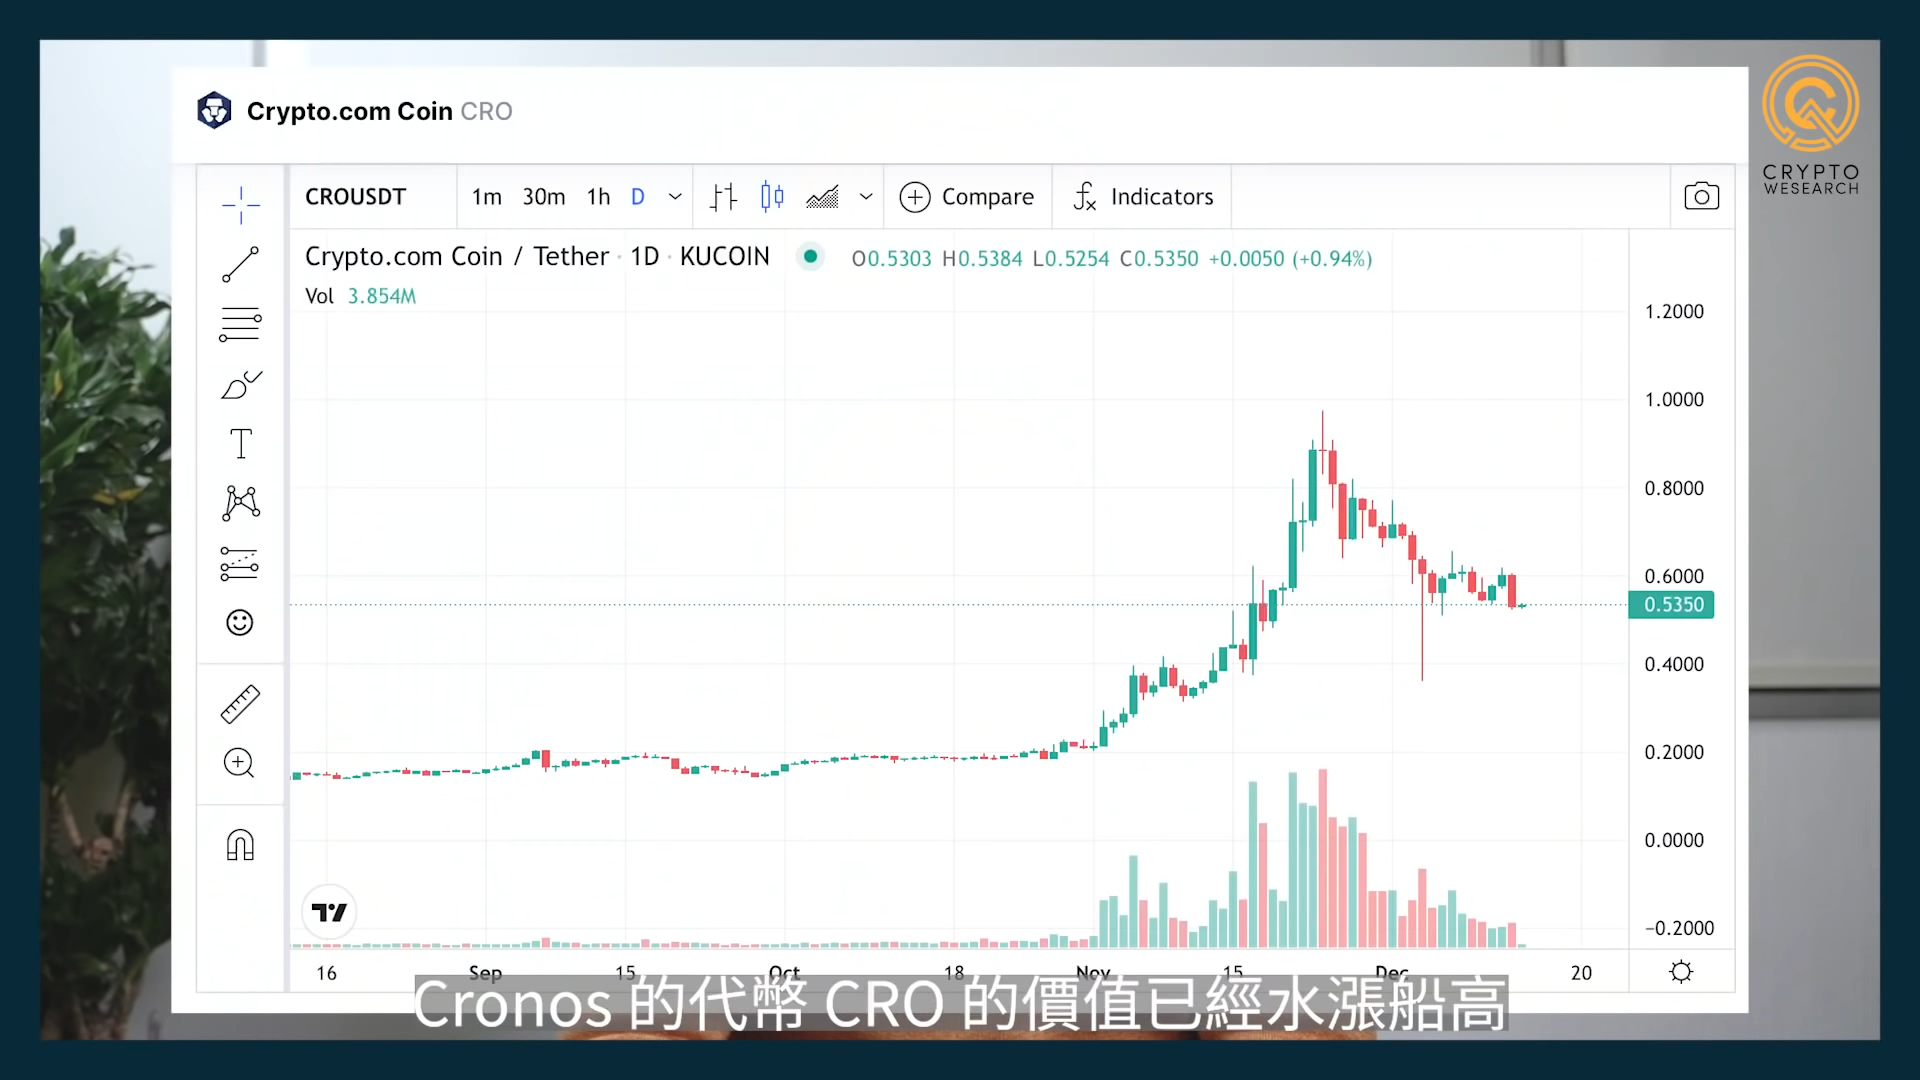 Crypto.com Coin CRO
CRYPTO
WESEARCH
CROUSDT 1m 30m 1h D Compare Indicators
Crypto.com Coin / Tether · 1D · KUCOIN O0.5303 H0.5384 L0.5254 C0.5350 +0.0050 (+0.94%)
Vol 3.854M
1.2000
1.0000
0.8000
0.6000
0.5350
0.4000
0.2000
0.0000
−0.2000
16 Sep 15 Oct 18 Nov 15 Dec 20
Cronos 的代幣 CRO 的價值已經水漲船高